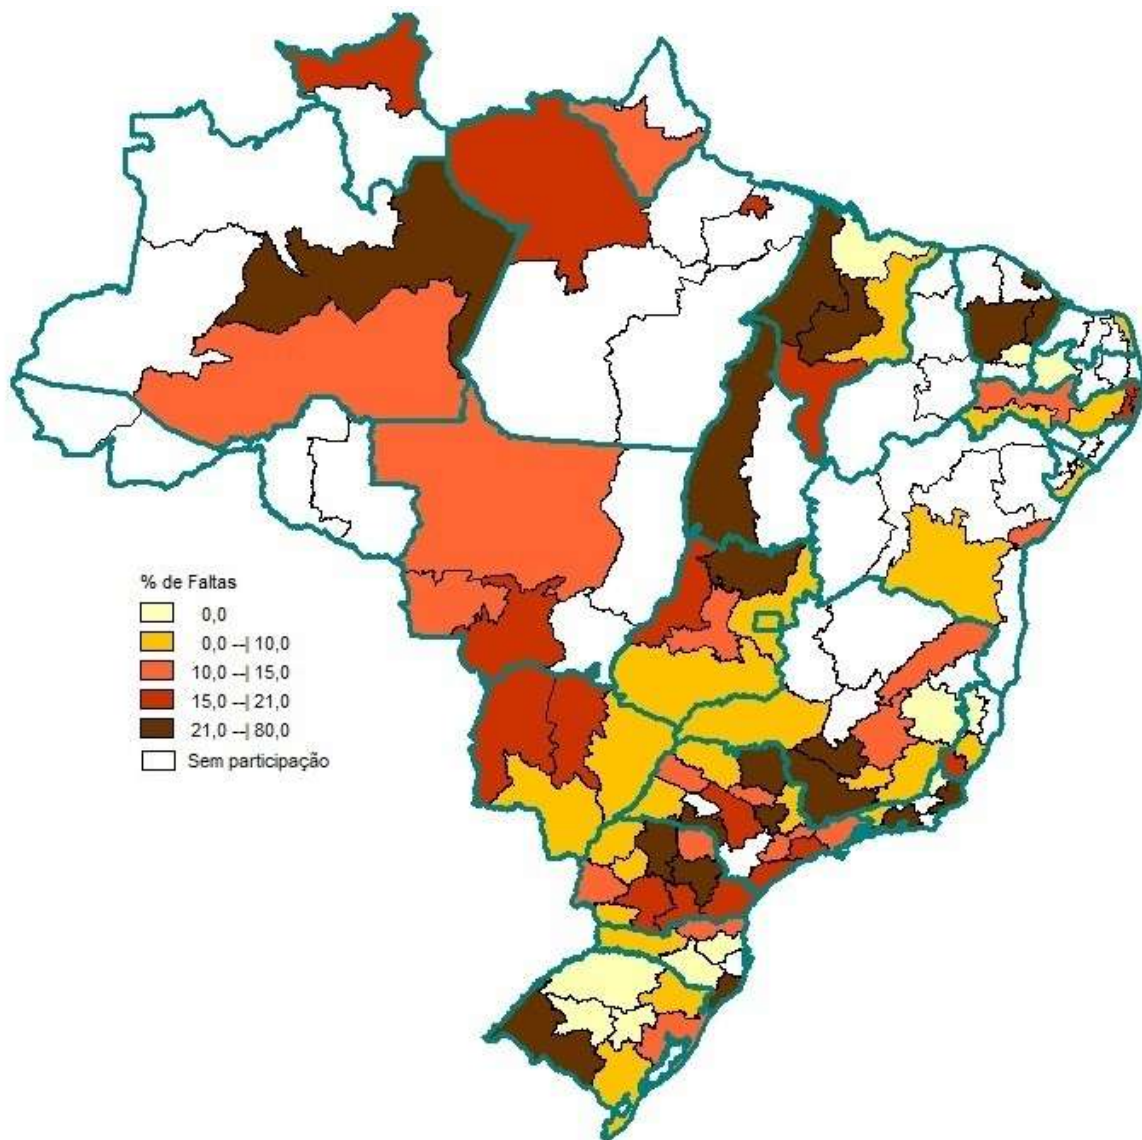 % de Faltas
0,0
0,0 --| 10,0
10,0 --| 15,0
15,0 --| 21,0
21,0 --| 80,0
Sem participação